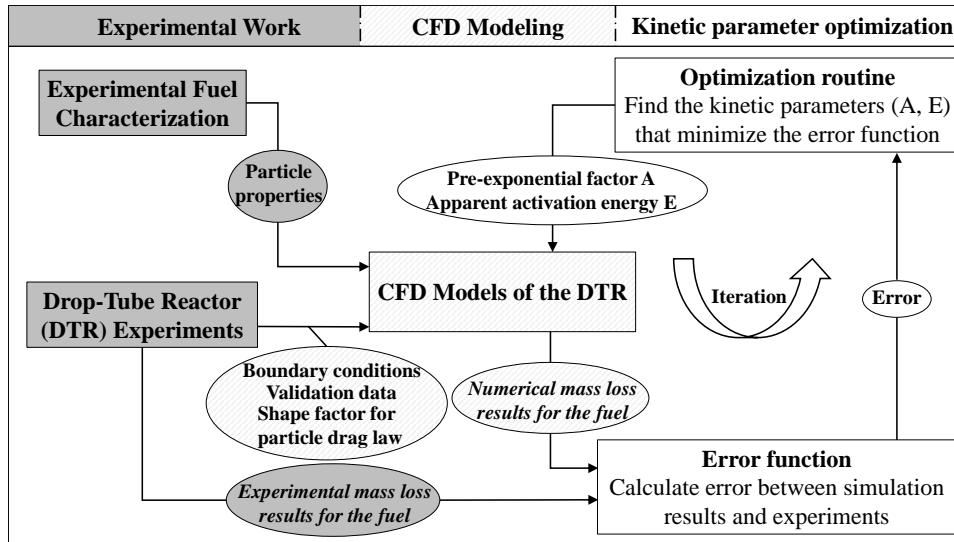 Experimental Work
CFD Modeling
Kinetic parameter optimization
Experimental Fuel
Characterization
Particle
properties
Optimization routine
Find the kinetic parameters (A, E)
that minimize the error function
Pre-exponential factor A
Apparent activation energy E
CFD Models of the DTR
Drop-Tube Reactor
(DTR) Experiments
Iteration
Error
Boundary conditions
Validation data
Shape factor for
particle drag law
Numerical mass loss
results for the fuel
Experimental mass loss
results for the fuel
Error function
Calculate error between simulation
results and experiments